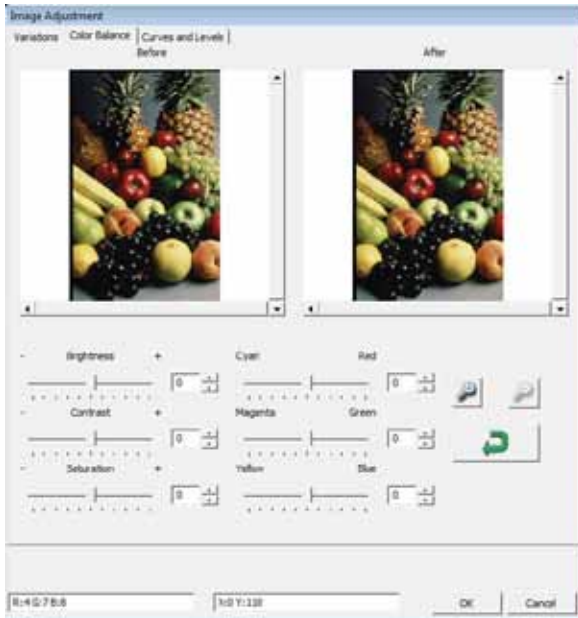 Image Adjustment
Variations Color Balance Curves and Levels
Before After
- Brightness + Cyan Red
0 0
- Contrast + Magenta Green
0 0
- Saturation + Yellow Blue
0 0
R:4 G:7 B:8 X:0 Y:110 OK Cancel